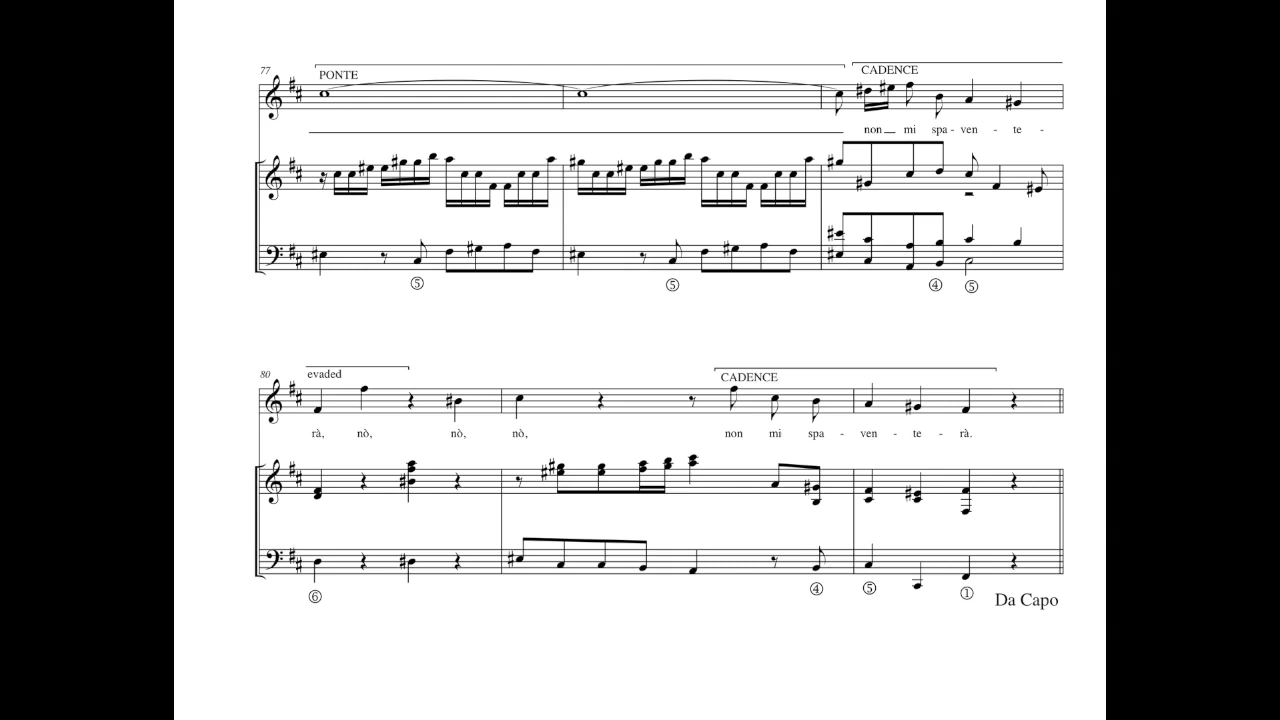 77
PONTE
CADENCE
non mi spa - ven - te -
⑤ ⑤ ④ ⑤
80
evaded
CADENCE
rà, nò, nò, nò, non mi spa - ven - te - rà.
⑥ ④ ⑤ ①
Da Capo